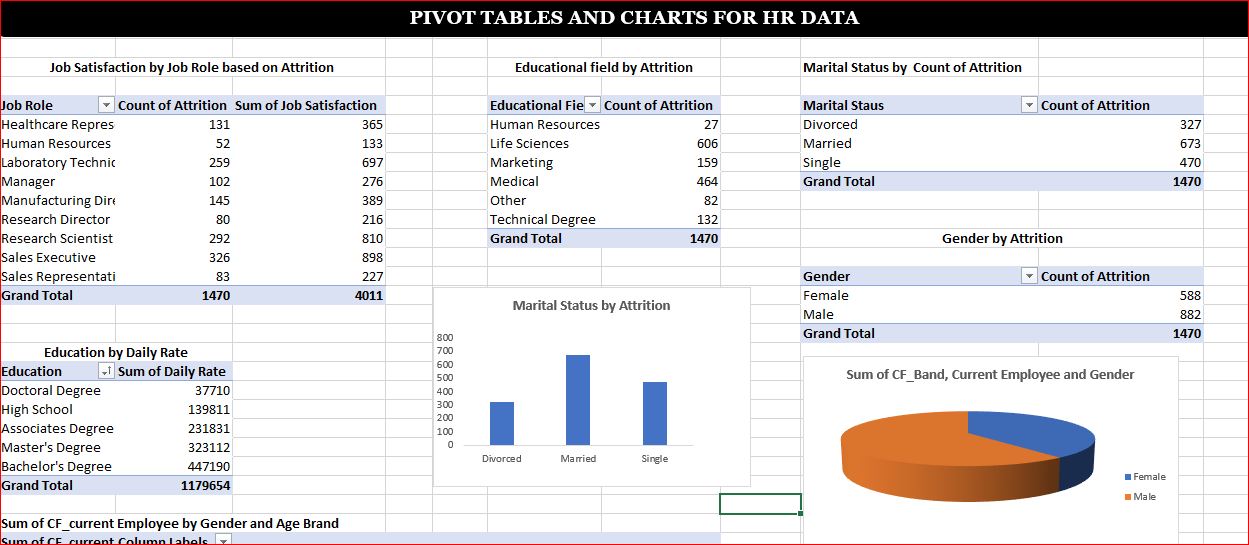 PIVOT TABLES AND CHARTS FOR HR DATA
Job Satisfaction by Job Role based on Attrition
Job Role Count of Attrition Sum of Job Satisfaction
Healthcare Repres 131 365
Human Resources 52 133
Laboratory Technic 259 697
Manager 102 276
Manufacturing Dire 145 389
Research Director 80 216
Research Scientist 292 810
Sales Executive 326 898
Sales Representati 83 227
Grand Total 1470 4011
Educational field by Attrition
Educational Fie Count of Attrition
Human Resources 27
Life Sciences 606
Marketing 159
Medical 464
Other 82
Technical Degree 132
Grand Total 1470
Marital Status by Count of Attrition
Marital Staus Count of Attrition
Divorced 327
Married 673
Single 470
Grand Total 1470
Gender by Attrition
Gender Count of Attrition
Female 588
Male 882
Grand Total 1470
Education by Daily Rate
Education Sum of Daily Rate
Doctoral Degree 37710
High School 139811
Associates Degree 231831
Master's Degree 323112
Bachelor's Degree 447190
Grand Total 1179654
Marital Status by Attrition
800
700
600
500
400
300
200
100
0
Divorced Married Single
Sum of CF_Band, Current Employee and Gender
Female
Male
Sum of CF_current Employee by Gender and Age Brand
Sum of CF_current Column Labels